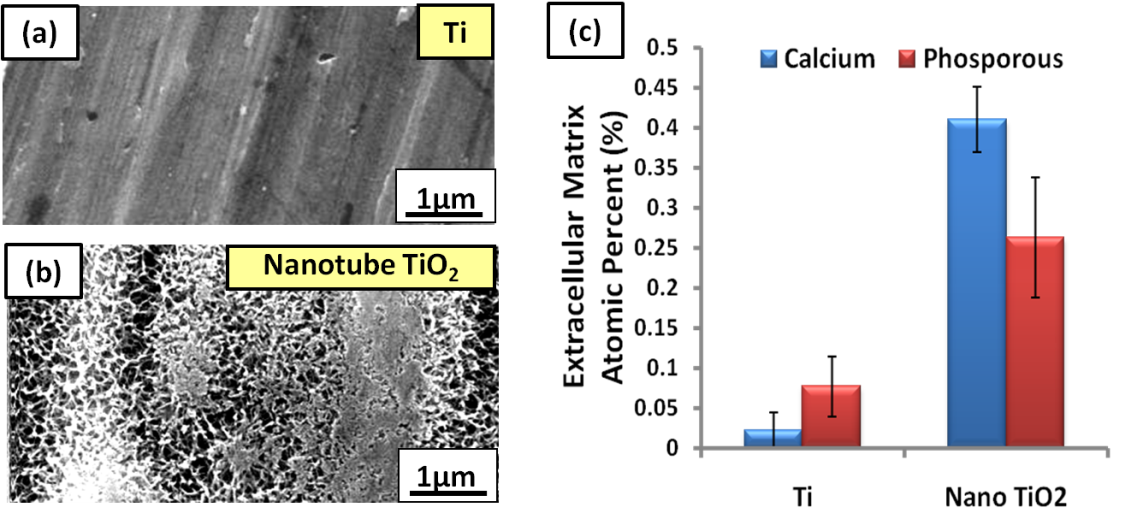 (a)
Ti
1μm
(b)
Nanotube TiO₂
1μm
(c)
Extracellular Matrix
Atomic Percent (%)
0.5
0.45
0.4
0.35
0.3
0.25
0.2
0.15
0.1
0.05
0
Calcium
Phosporous
Ti
Nano TiO2